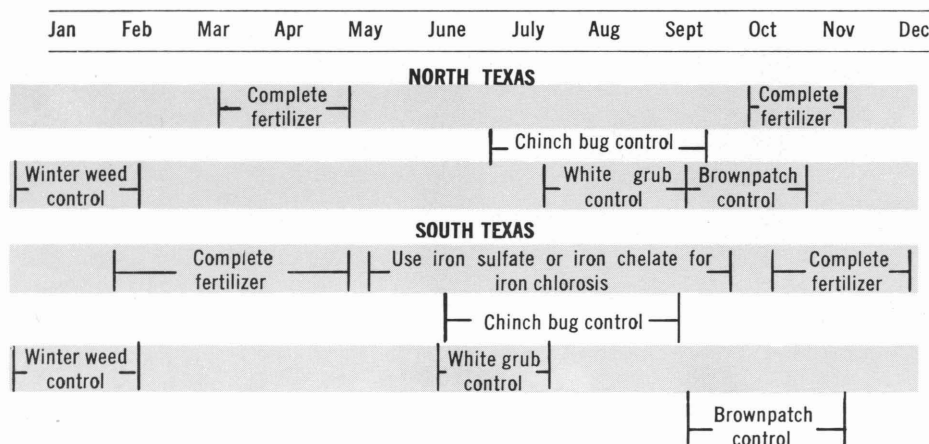 Jan Feb Mar Apr May June July Aug Sept Oct Nov Dec
NORTH TEXAS
Complete fertilizer
Complete fertilizer
Chinch bug control
Winter weed control
White grub control
Brownpatch control
SOUTH TEXAS
Complete fertilizer
Use iron sulfate or iron chelate for iron chlorosis
Complete fertilizer
Chinch bug control
Winter weed control
White grub control
Brownpatch control